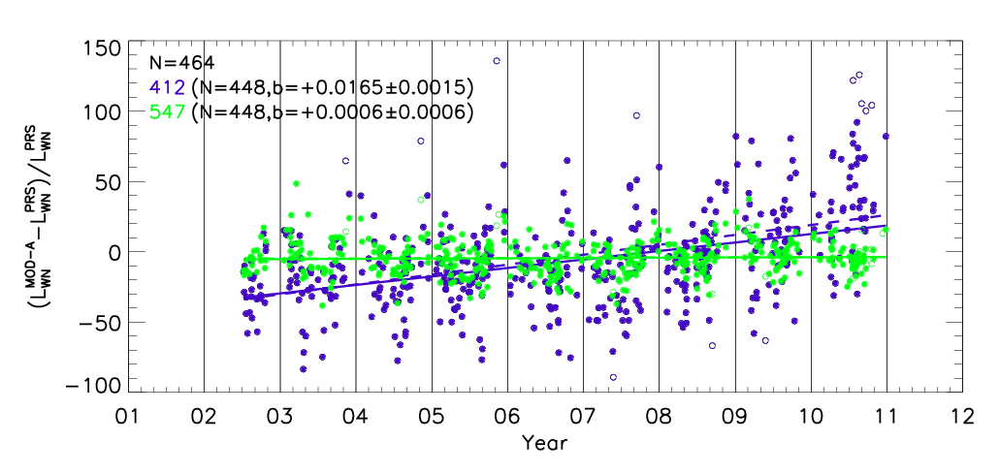 N=464
412 (N=448,b=+0.0165±0.0015)
547 (N=448,b=+0.0006±0.0006)
150
100
50
0
−50
−100
(L_WN^MOD−A − L_WN^PRS)/L_WN^PRS
01 02 03 04 05 06 07 08 09 10 11 12
Year